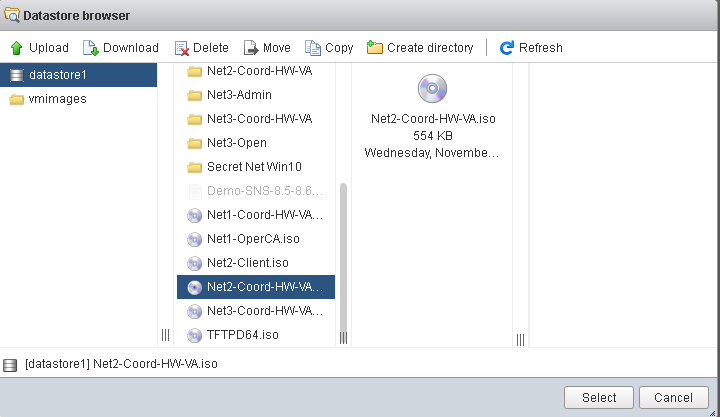 Datastore browser
Upload Download Delete Move Copy Create directory Refresh
datastore1
vmimages
Net2-Coord-HW-VA
Net3-Admin
Net3-Coord-HW-VA
Net3-Open
Secret Net Win10
Demo-SNS-8.5-8.6...
Net1-Coord-HW-VA...
Net1-OperCA.iso
Net2-Client.iso
Net2-Coord-HW-VA...
Net3-Coord-HW-VA...
TFTPD64.iso
Net2-Coord-HW-VA.iso
554 KB
Wednesday, Novembe...
[datastore1] Net2-Coord-HW-VA.iso
Select Cancel